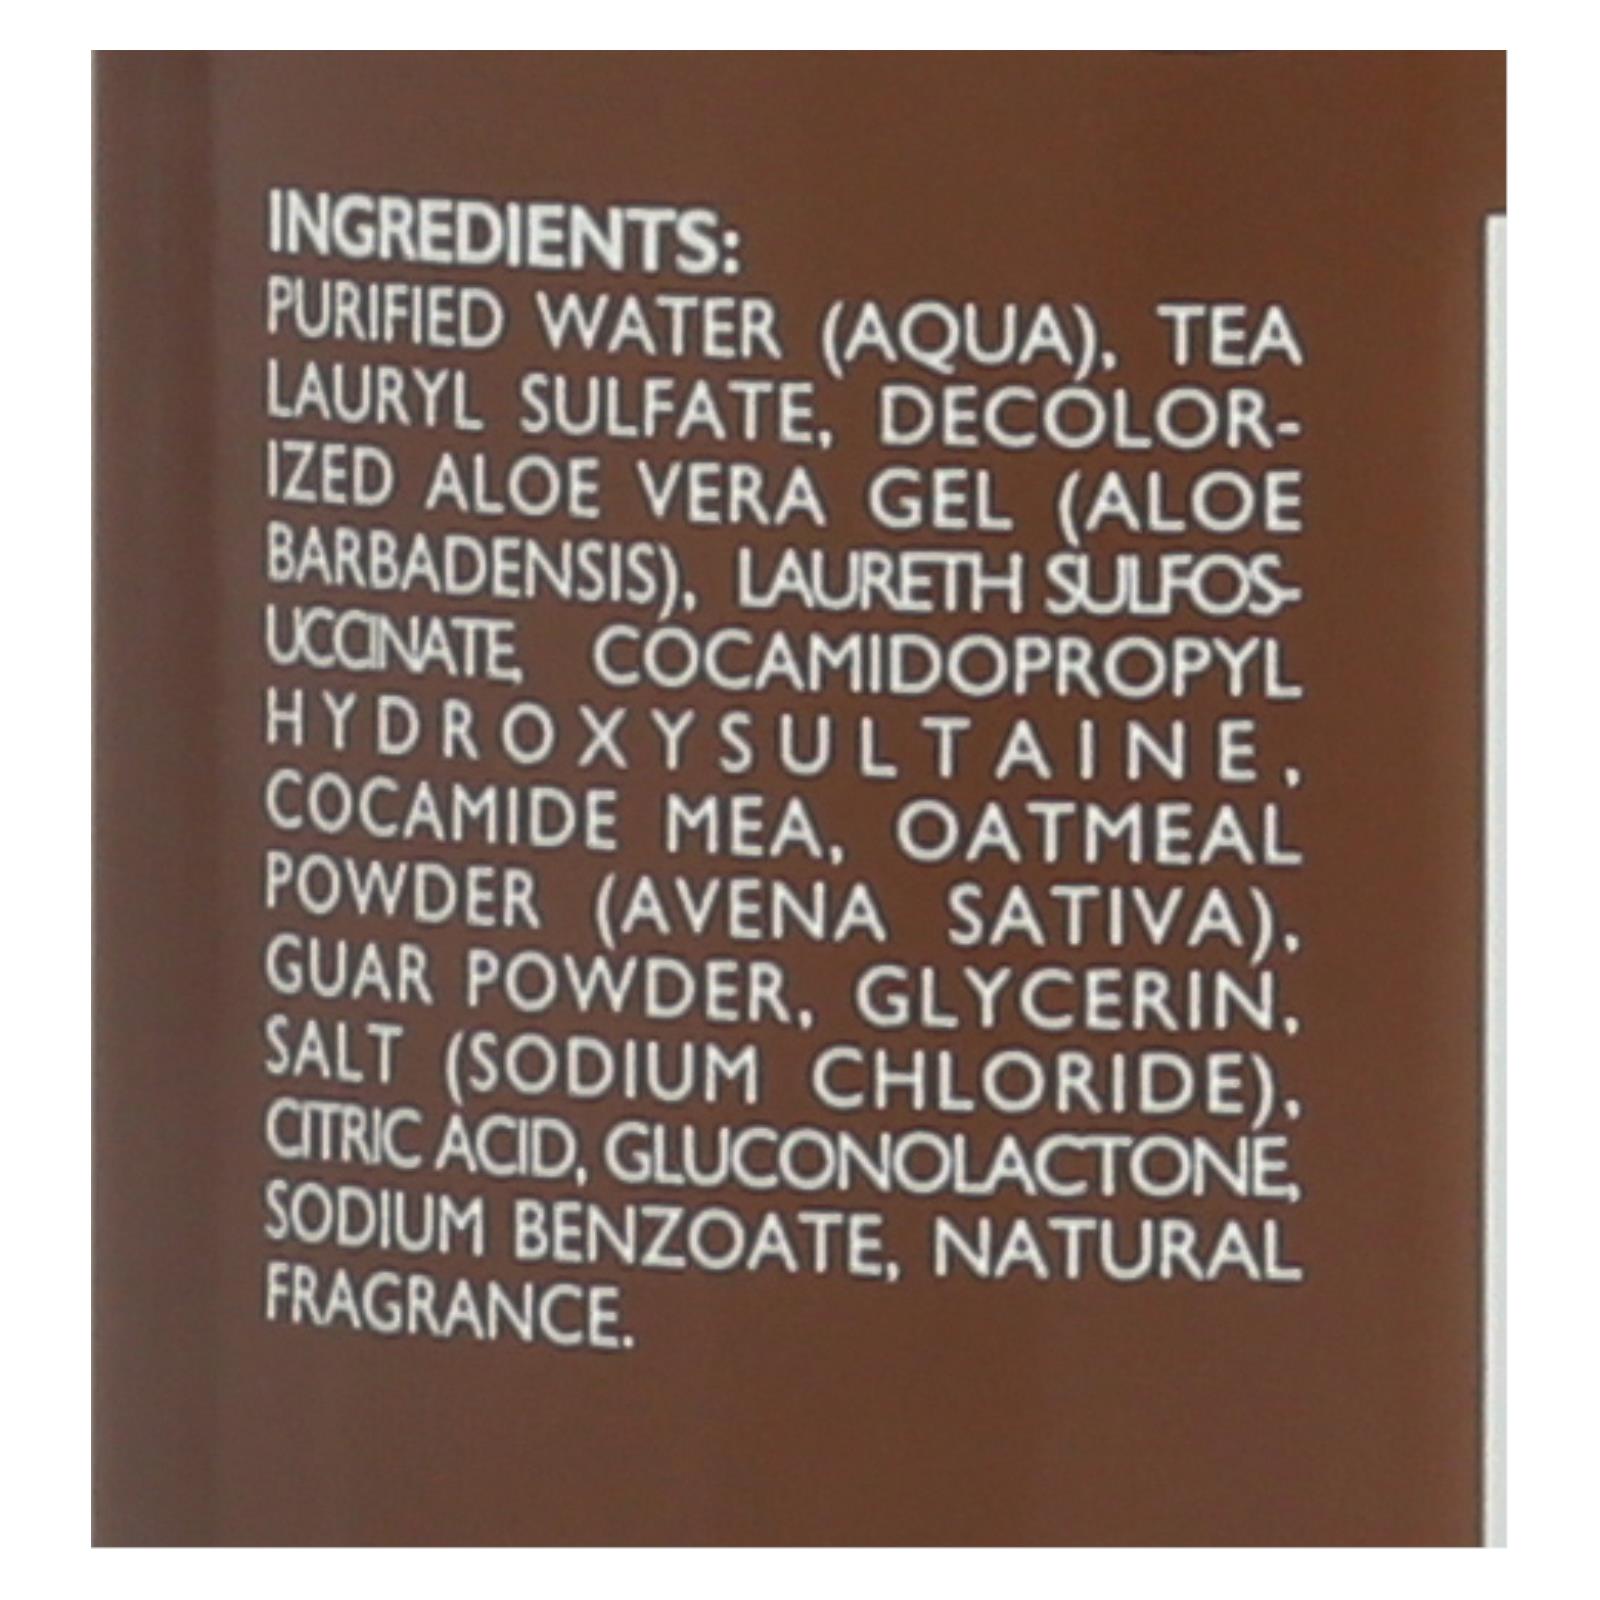 INGREDIENTS:
PURIFIED WATER (AQUA), TEA
LAURYL SULFATE, DECOLOR-
IZED ALOE VERA GEL (ALOE
BARBADENSIS), LAURETH SULFOS-
UCCINATE, COCAMIDOPROPYL
HYDROXYSULTAINE,
COCAMIDE MEA, OATMEAL
POWDER (AVENA SATIVA),
GUAR POWDER, GLYCERIN,
SALT (SODIUM CHLORIDE),
CITRIC ACID, GLUCONOLACTONE,
SODIUM BENZOATE, NATURAL
FRAGRANCE.